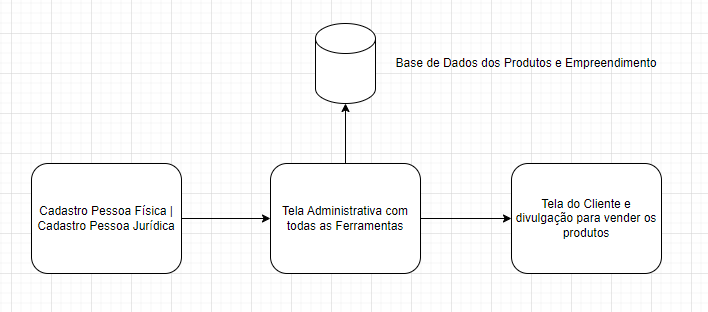 Base de Dados dos Produtos e Empreendimento
Cadastro Pessoa Física |
Cadastro Pessoa Jurídica
Tela Administrativa com
todas as Ferramentas
Tela do Cliente e
divulgação para vender os
produtos